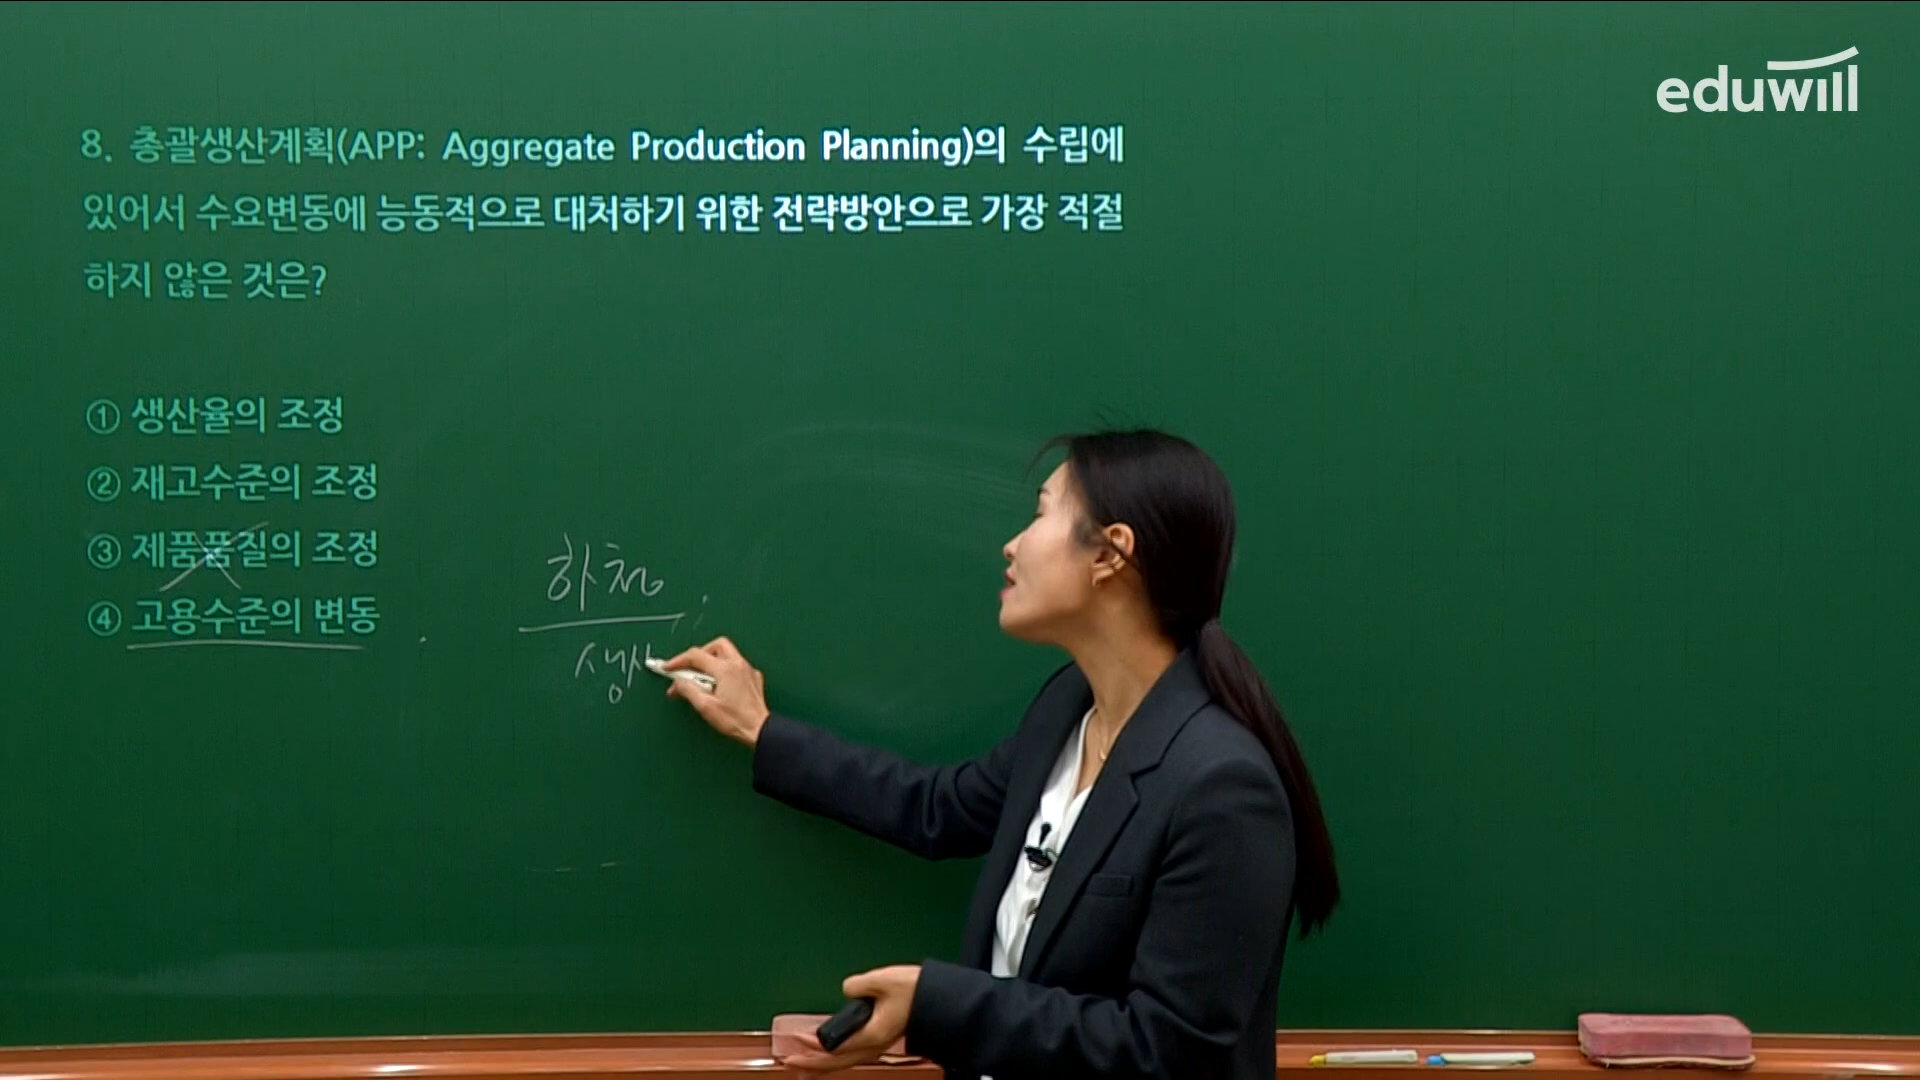 eduwill
8. 총괄생산계획(APP: Aggregate Production Planning)의 수립에
있어서 수요변동에 능동적으로 대처하기 위한 전략방안으로 가장 적절
하지 않은 것은?
① 생산율의 조정
② 재고수준의 조정
③ 제품품질의 조정
④ 고용수준의 변동
하청
생산